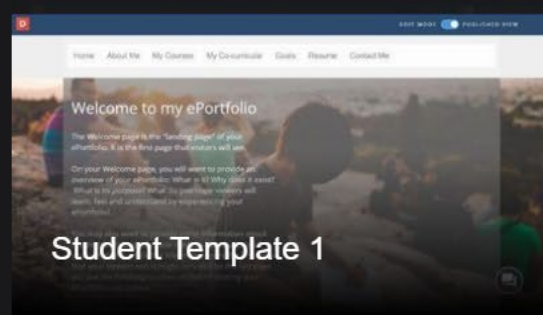 D
EDIT MODE PUBLISHED VIEW
Home About Me My Courses My Co-curricular Goals Resume Contact Me
Welcome to my ePortfolio
The Welcome page is the "landing page" of your
ePortfolio. It is the first page that visitors will see.
On your Welcome page, you will want to provide an
overview of your ePortfolio: What is it? Why does it exist?
What is its purpose? What do you hope viewers will
learn, feel and understand by experiencing your
ePortfolio?
Student Template 1